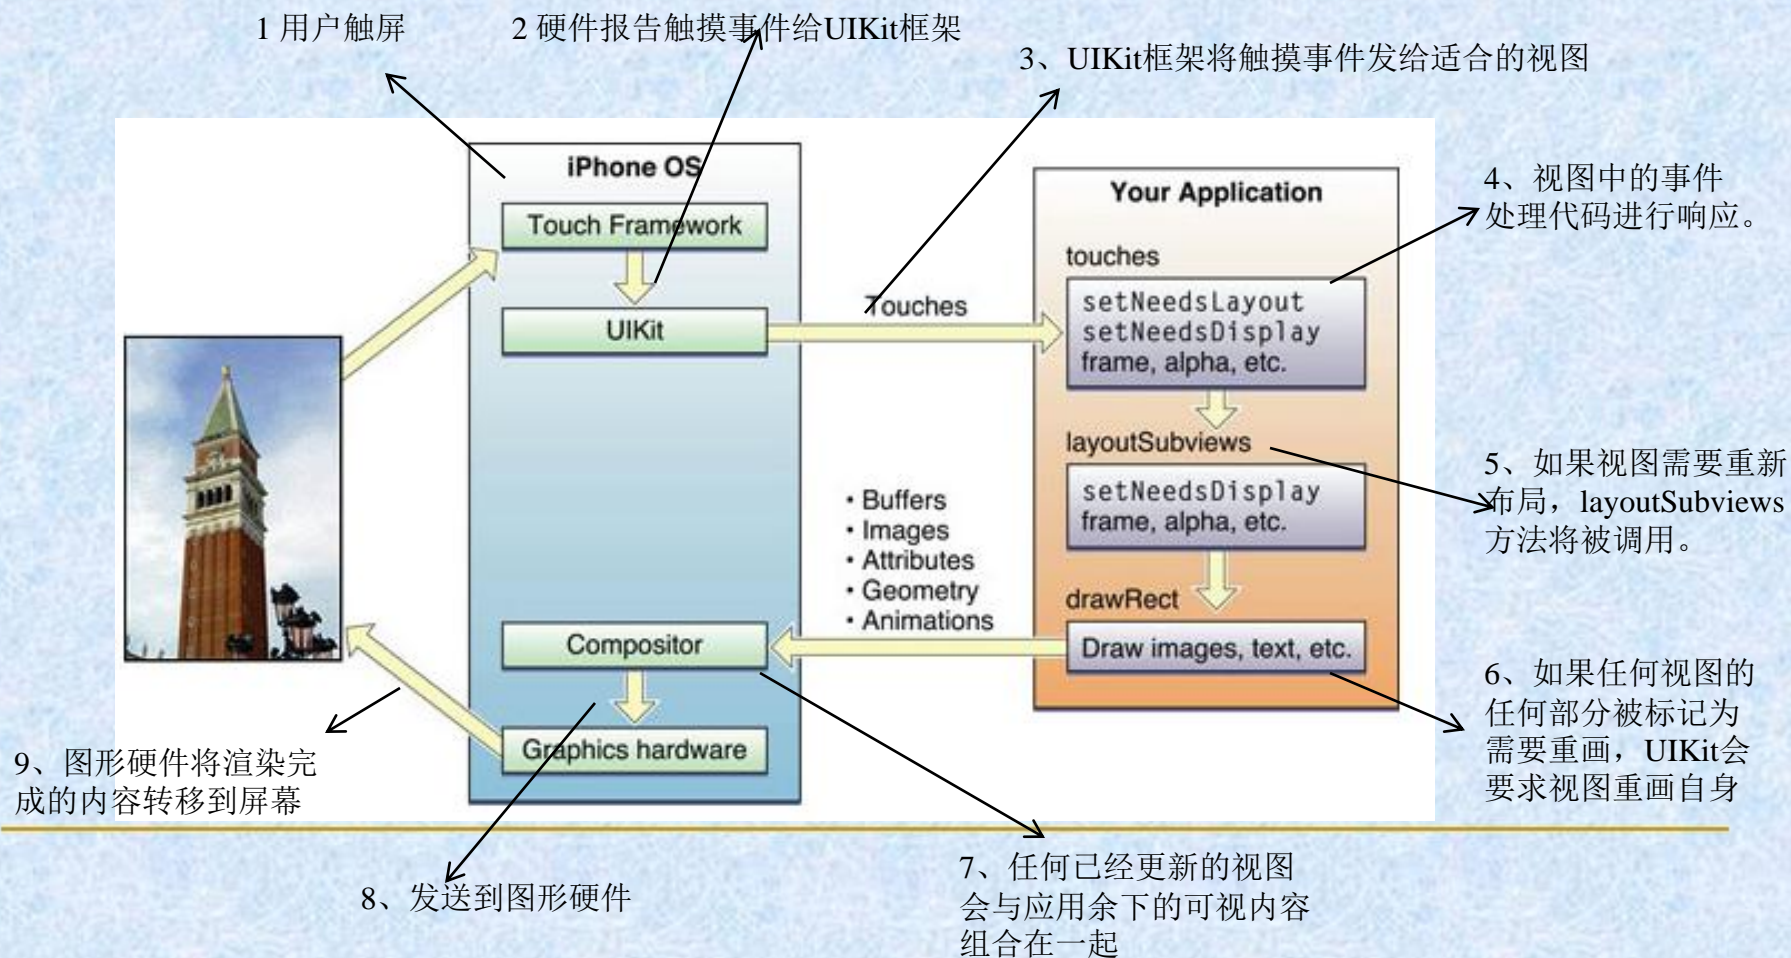 1 用户触屏
2 硬件报告触摸事件给UIKit框架
3、UIKit框架将触摸事件发给适合的视图
iPhone OS
Touch Framework
UIKit
Touches
Your Application
touches
setNeedsLayout
setNeedsDisplay
frame, alpha, etc.
layoutSubviews
setNeedsDisplay
frame, alpha, etc.
drawRect
Draw images, text, etc.
• Buffers
• Images
• Attributes
• Geometry
• Animations
Compositor
Graphics hardware
4、视图中的事件
处理代码进行响应。
5、如果视图需要重新
布局，layoutSubviews
方法将被调用。
6、如果任何视图的
任何部分被标记为
需要重画，UIKit会
要求视图重画自身
7、任何已经更新的视图
会与应用余下的可视内容
组合在一起
8、发送到图形硬件
9、图形硬件将渲染完
成的内容转移到屏幕